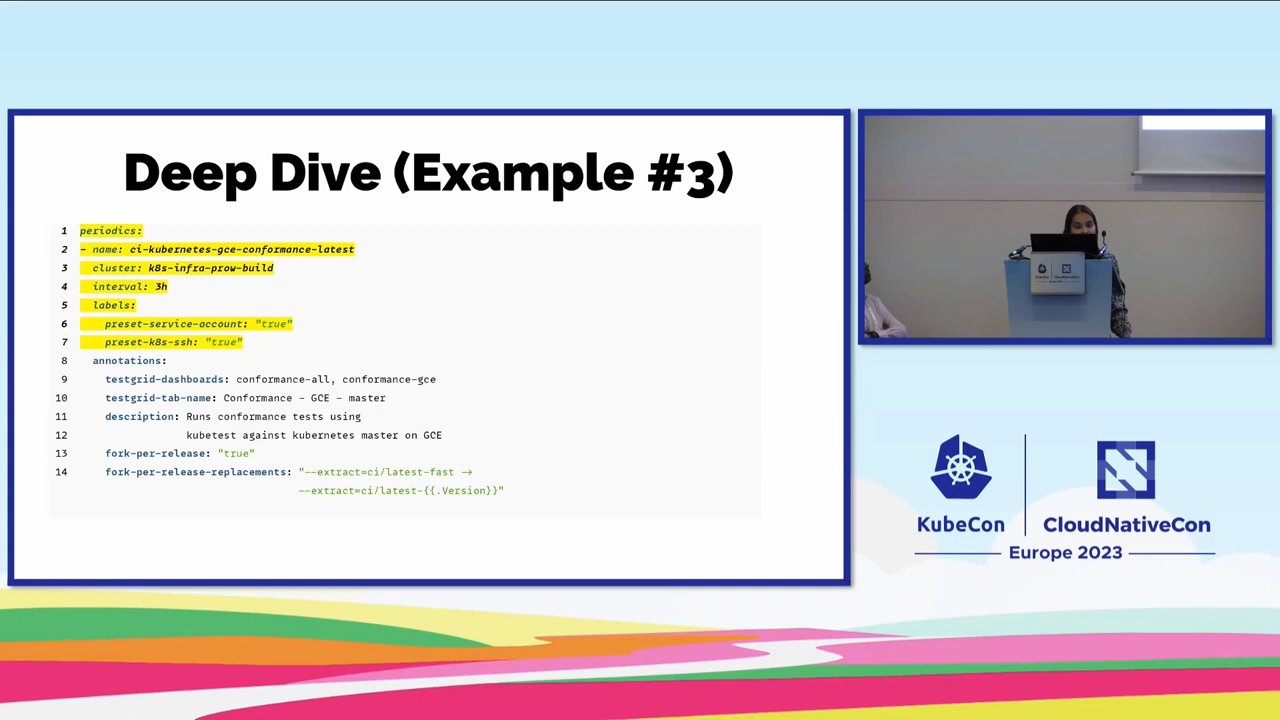 Deep Dive (Example #3)
1 periodics:
2 - name: ci-kubernetes-gce-conformance-latest
3 cluster: k8s-infra-prow-build
4 interval: 3h
5 labels:
6 preset-service-account: "true"
7 preset-k8s-ssh: "true"
8 annotations:
9 testgrid-dashboards: conformance-all, conformance-gce
10 testgrid-tab-name: Conformance - GCE - master
11 description: Runs conformance tests using
12 kubetest against kubernetes master on GCE
13 fork-per-release: "true"
14 fork-per-release-replacements: "--extract=ci/latest-fast →
--extract=ci/latest-{{.Version}}"
KubeCon
CloudNativeCon
Europe 2023